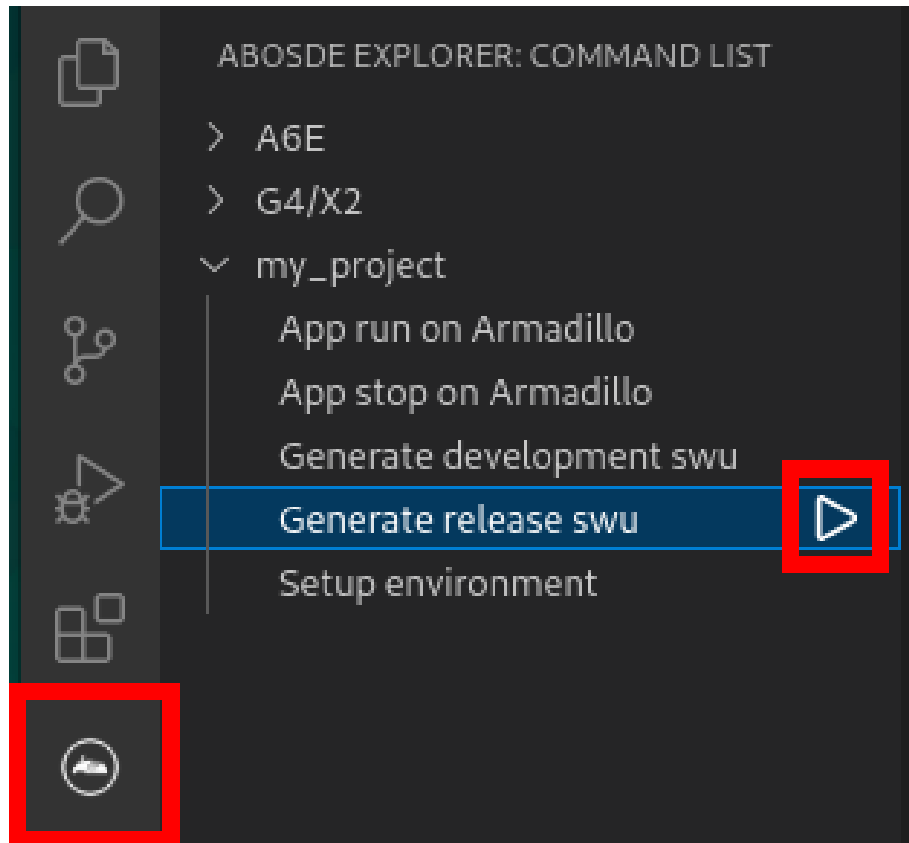 ABOSDE EXPLORER: COMMAND LIST
A6E
G4/X2
my_project
App run on Armadillo
App stop on Armadillo
Generate development swu
Generate release swu
Setup environment